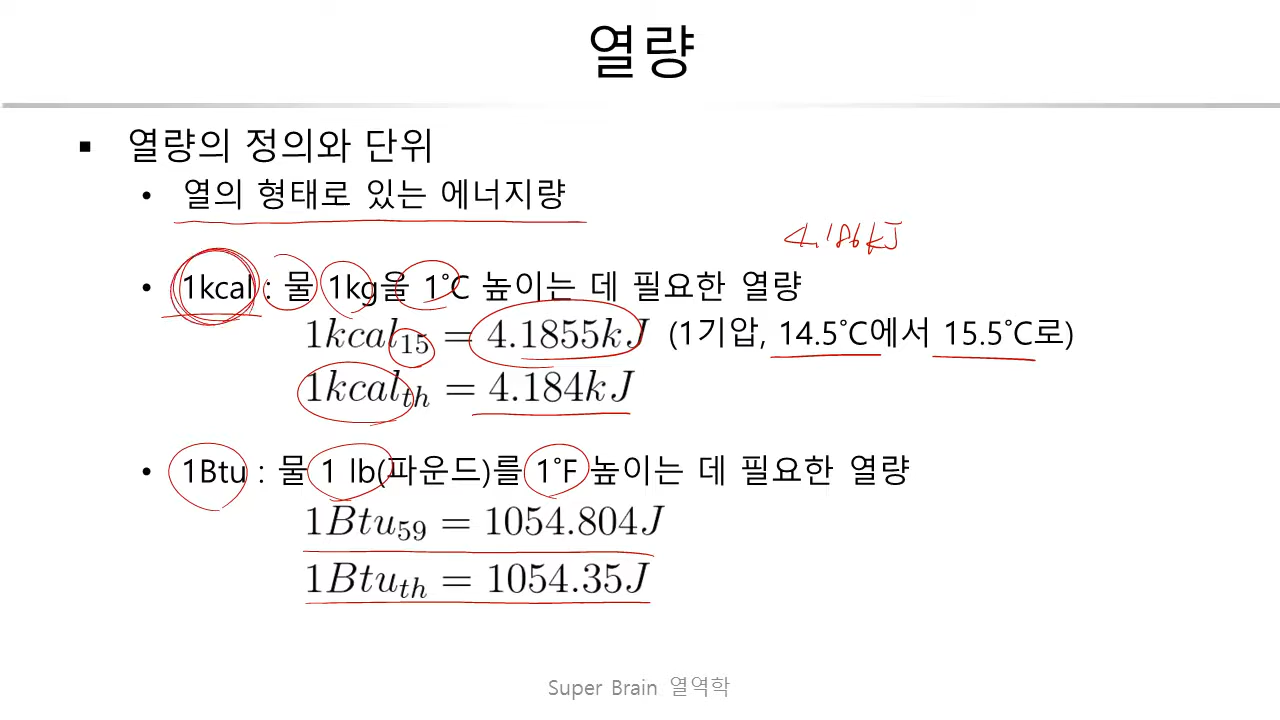 열량
▪ 열량의 정의와 단위
• 열의 형태로 있는 에너지량
4.186kJ
• 1kcal : 물 1kg을 1°C 높이는 데 필요한 열량
1kcal₁₅ = 4.1855kJ (1기압, 14.5°C에서 15.5°C로)
1kcalₜₕ = 4.184kJ
• 1Btu : 물 1 lb(파운드)를 1°F 높이는 데 필요한 열량
1Btu₅₉ = 1054.804J
1Btuₜₕ = 1054.35J
Super Brain 열역학